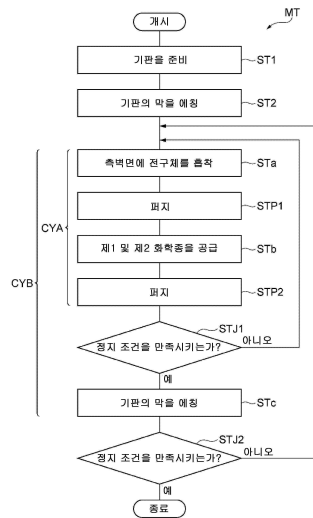 개시
MT
기판을 준비
ST1
기판의 막을 에칭
ST2
측벽면에 전구체를 흡착
STa
퍼지
STP1
CYA
제1 및 제2 화학종을 공급
STb
CYB
퍼지
STP2
STJ1
정지 조건을 만족시키는가?
아니오
예
기판의 막을 에칭
STc
STJ2
정지 조건을 만족시키는가?
아니오
예
종료